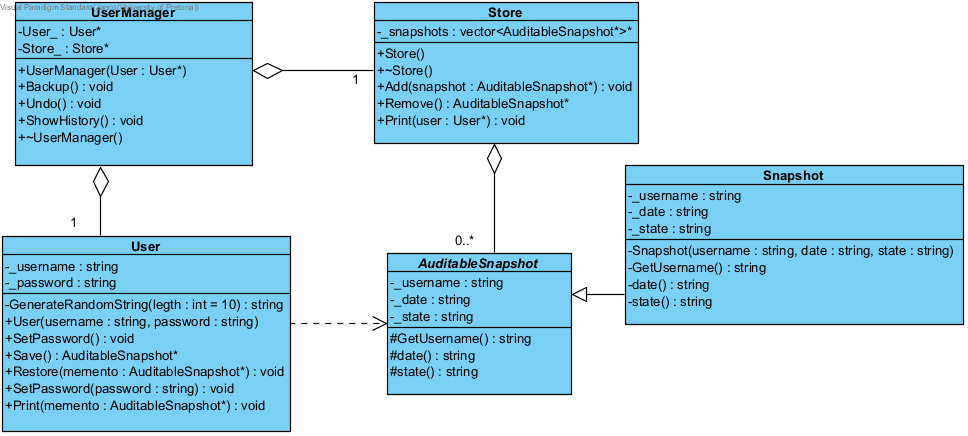 Visual Paradigm Standard(Jianco(University of Pretoria))
UserManager
-User_ : User*
-Store_ : Store*
+UserManager(User : User*)
+Backup() : void
+Undo() : void
+ShowHistory() : void
+~UserManager()
Store
-_snapshots : vector<AuditableSnapshot*>*
+Store()
+~Store()
+Add(snapshot : AuditableSnapshot*) : void
+Remove() : AuditableSnapshot*
+Print(user : User*) : void
1
1
0..*
Snapshot
-_username : string
-_date : string
-_state : string
-Snapshot(username : string, date : string, state : string)
-GetUsername() : string
-date() : string
-state() : string
User
-_username : string
-_password : string
-GenerateRandomString(legth : int = 10) : string
+User(username : string, password : string)
+SetPassword() : void
+Save() : AuditableSnapshot*
+Restore(memento : AuditableSnapshot*) : void
+SetPassword(password : string) : void
+Print(memento : AuditableSnapshot*) : void
AuditableSnapshot
-_username : string
-_date : string
-_state : string
#GetUsername() : string
#date() : string
#state() : string